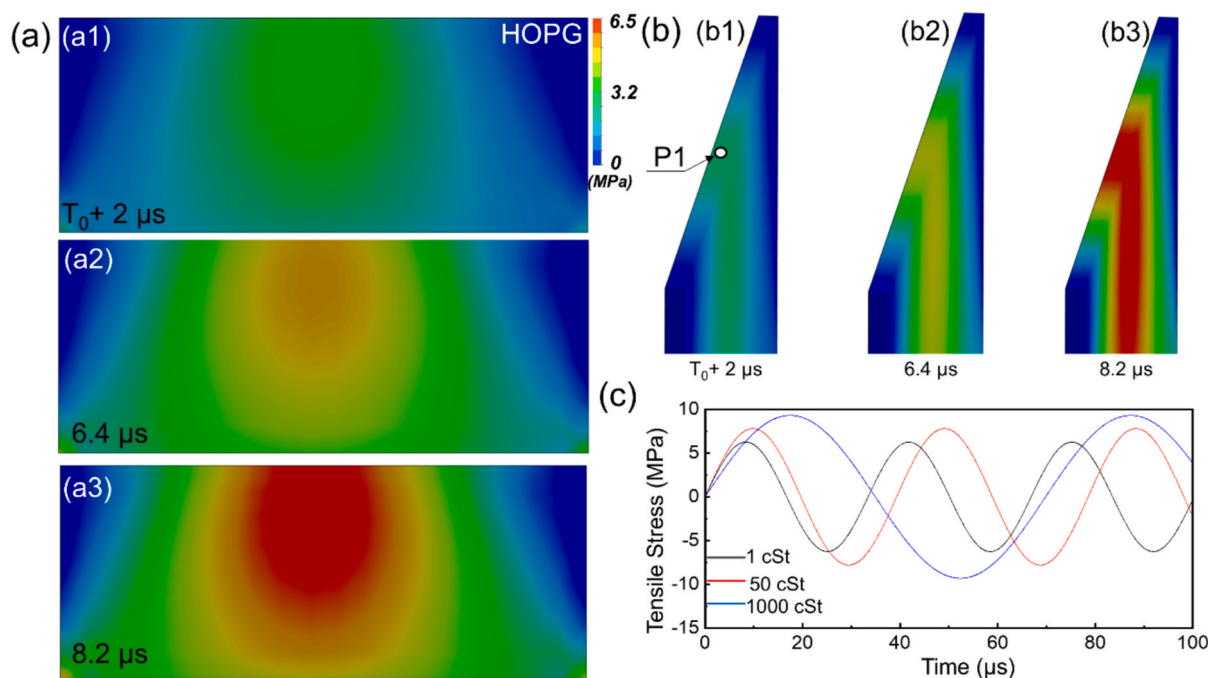 (a)
(a1)
HOPG
6.5
3.2
0
(MPa)
T₀+ 2 µs
(a2)
6.4 µs
(a3)
8.2 µs
(b)
(b1)
(b2)
(b3)
P1
T₀+ 2 µs
6.4 µs
8.2 µs
(c)
Tensile Stress (MPa)
10
5
0
-5
-10
-15
1 cSt
50 cSt
1000 cSt
0
20
40
60
80
100
Time (µs)